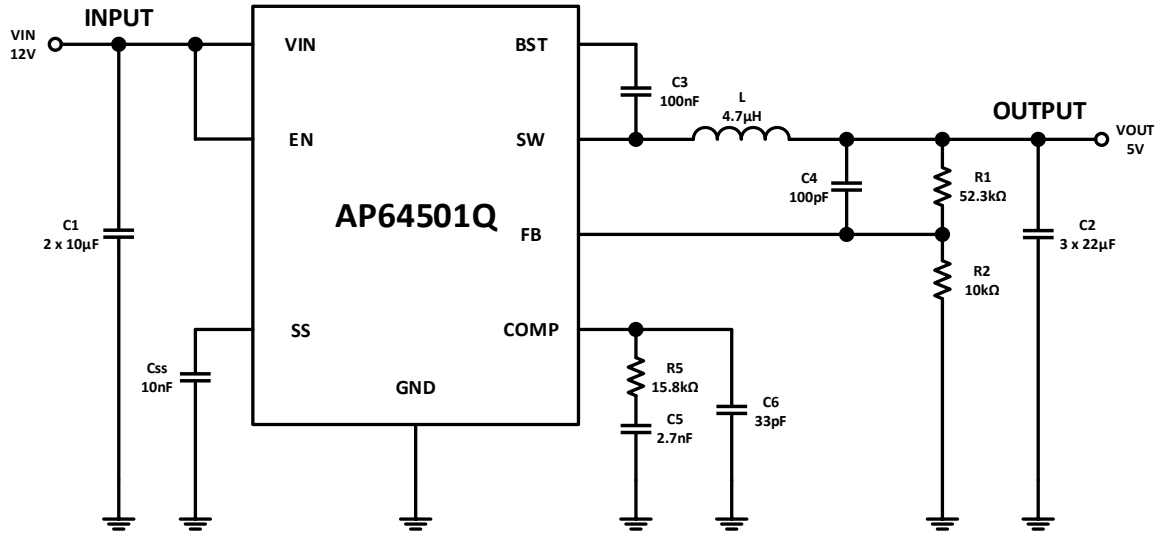 INPUT
VIN
12V
VIN
BST
C3
100nF
L
4.7µH
OUTPUT
VOUT
5V
EN
SW
C4
100pF
R1
52.3kΩ
AP64501Q
C1
2 x 10µF
FB
C2
3 x 22µF
R2
10kΩ
SS
COMP
Css
10nF
GND
R5
15.8kΩ
C5
2.7nF
C6
33pF